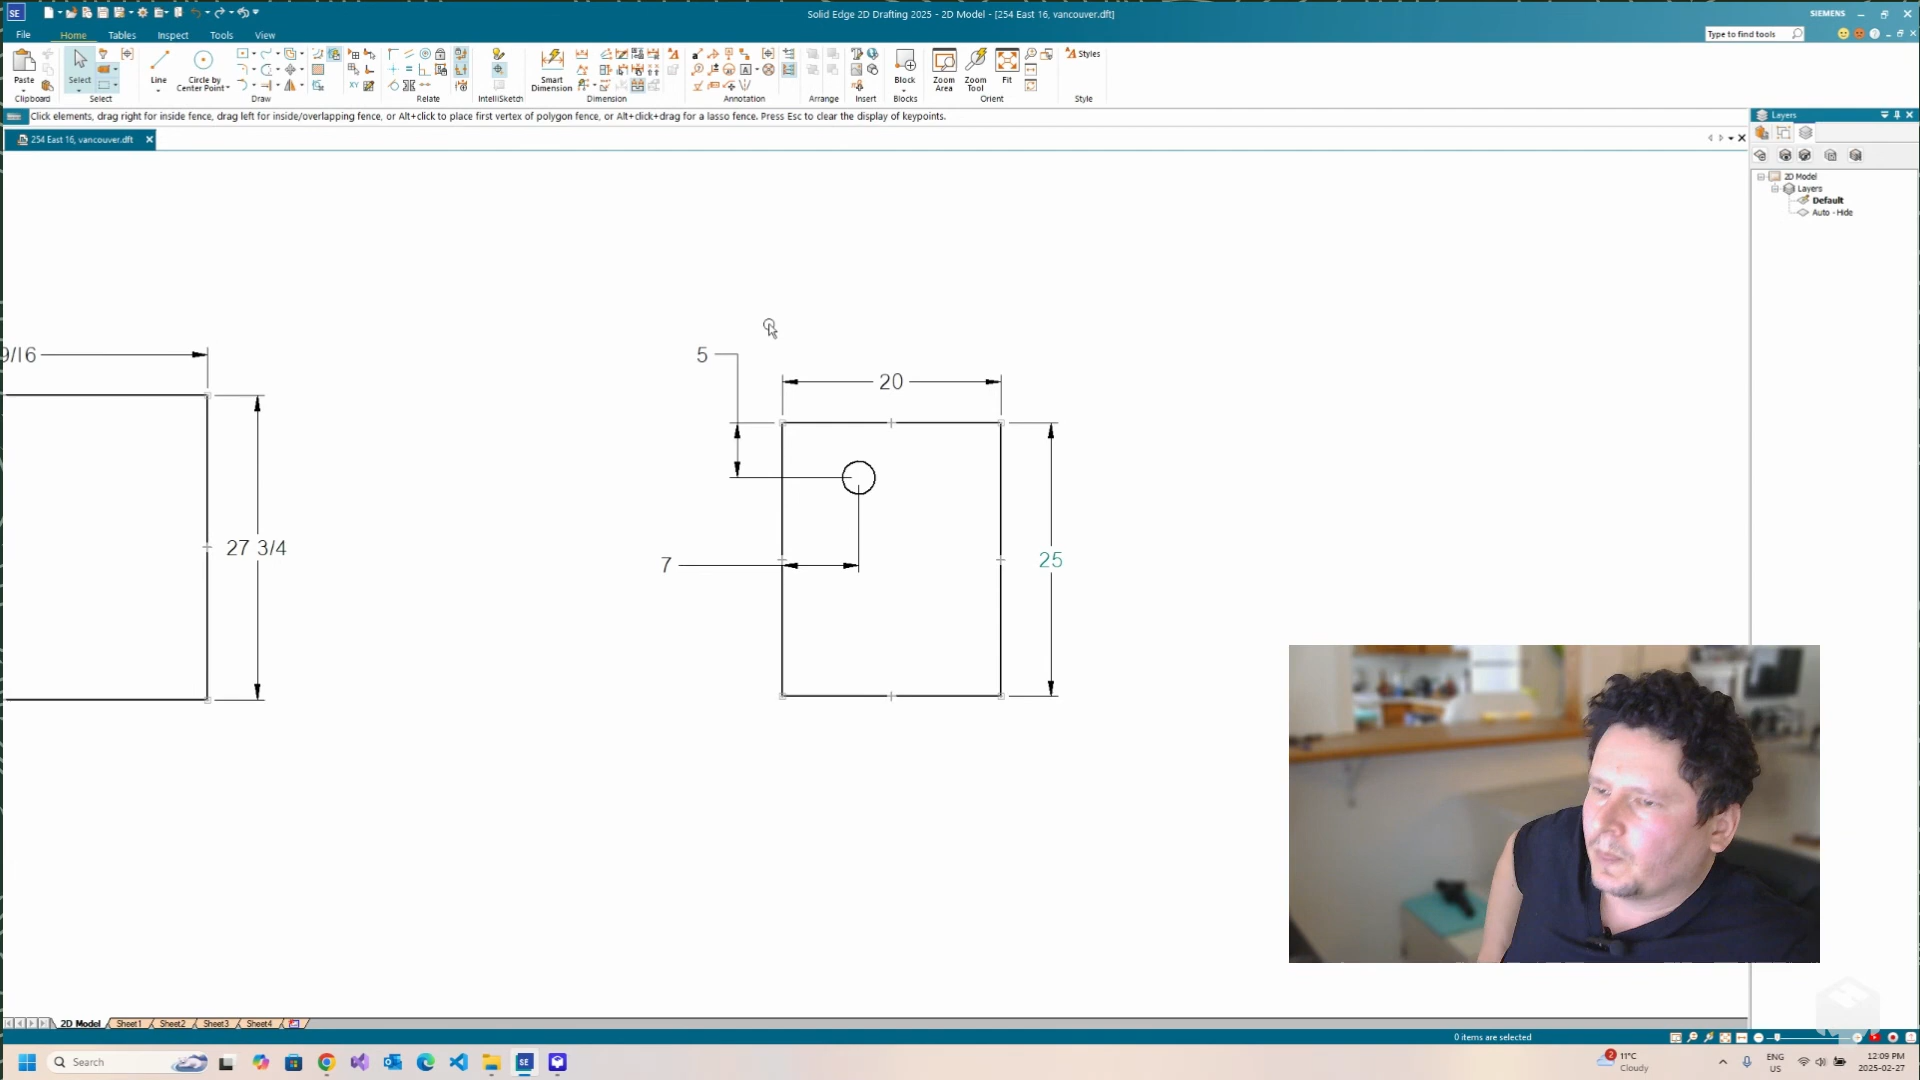 SE
Solid Edge 2D Drafting 2025 - 2D Model - [254 East 16, vancouver.dft]
SIEMENS
File Home Tables Inspect Sketch Tools View
Type to find tools
Paste
Select
Line
Circle by
Center Point
Smart
Dimension
Block
Zoom
Area
Zoom
Tool
Fit
Styles
Clipboard
Select
Draw
Relate
IntelliSketch
Dimension
Annotation
Arrange
Insert
Blocks
Orient
Style
Click elements, drag right for inside fence, drag left for inside/overlapping fence, or Alt+click to place first vertex of polygon fence, or Alt+click+drag for a lasso fence. Press Esc to clear the display of keypoints.
Layers
254 East 16, vancouver.dft
2D Model
Layers
Default
Auto - Hide
9/16
5
20
27 3/4
7
25
2D Model Sheet1 Sheet2 Sheet3 Sheet4
0 items are selected
Search
SE
2
11°C
Cloudy
ENG
US
12:09 PM
2025-02-27